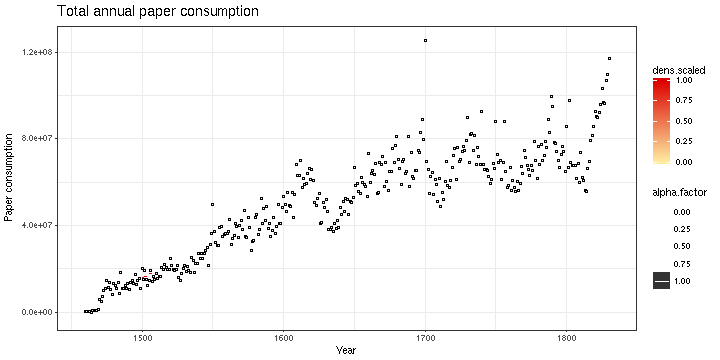 Total annual paper consumption
1.2e+08
8.0e+07
4.0e+07
0.0e+00
Paper consumption
1500
1600
1700
1800
Year
dens.scaled
1.00
0.75
0.50
0.25
0.00
alpha.factor
0.00
0.25
0.50
0.75
1.00